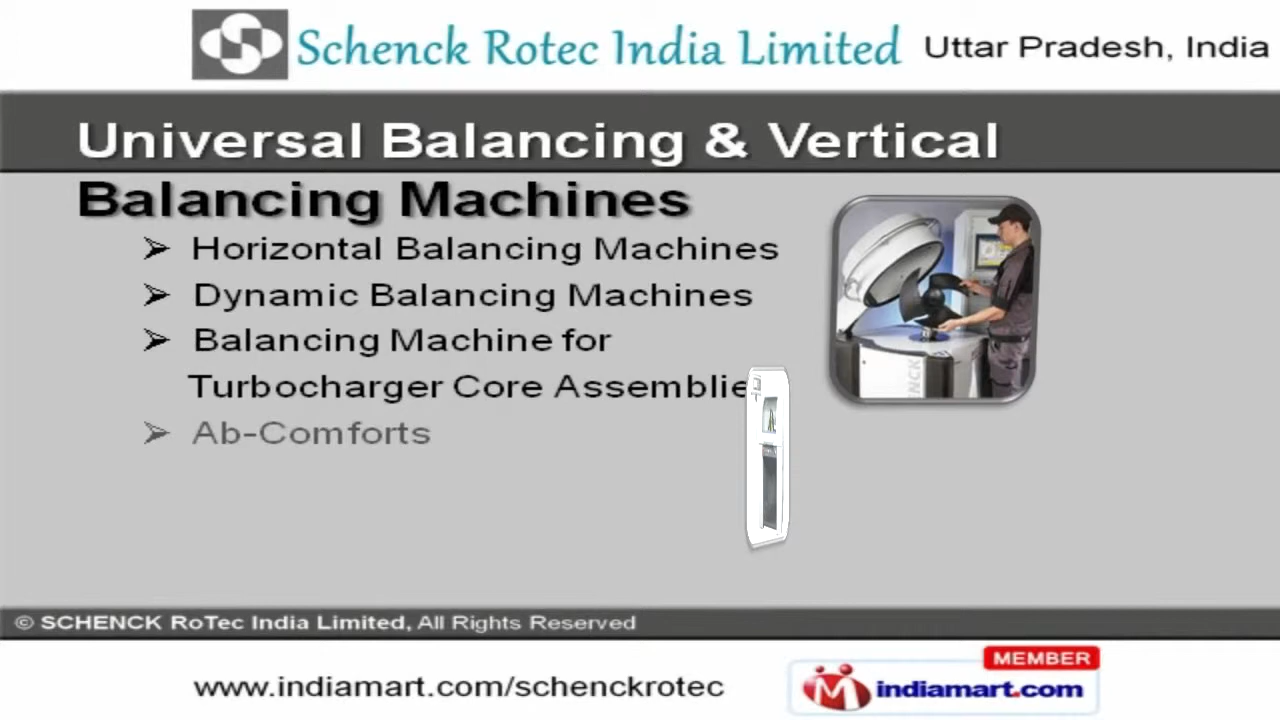 Schenck Rotec India Limited Uttar Pradesh, India
Universal Balancing & Vertical
Balancing Machines
➢ Horizontal Balancing Machines
➢ Dynamic Balancing Machines
➢ Balancing Machine for
Turbocharger Core Assemblie
➢ Ab-Comforts
SCHENCK
© SCHENCK RoTec India Limited, All Rights Reserved
www.indiamart.com/schenckrotec
MEMBER
indiamart.com